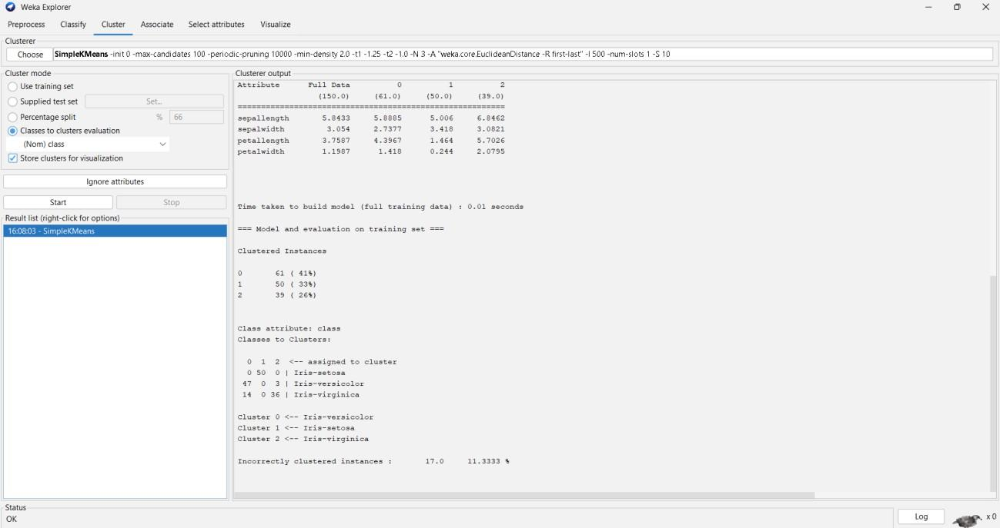 Weka Explorer
Preprocess Classify Cluster Associate Select attributes Visualize
Clusterer
Choose SimpleKMeans -init 0 -max-candidates 100 -periodic-pruning 10000 -min-density 2.0 -t1 -1.25 -t2 -1.0 -N 3 -A "weka.core.EuclideanDistance -R first-last" -I 500 -num-slots 1 -S 10
Cluster mode
Use training set
Supplied test set Set...
Percentage split % 66
Classes to clusters evaluation
(Nom) class
Store clusters for visualization
Ignore attributes
Start Stop
Result list (right-click for options)
16:08:03 - SimpleKMeans
Clusterer output
Attribute Full Data 0 1 2
(150.0) (61.0) (50.0) (39.0)
==========================================================
sepallength 5.8433 5.8885 5.006 6.8462
sepalwidth 3.054 2.7377 3.418 3.0821
petallength 3.7587 4.3967 1.464 5.7026
petalwidth 1.1987 1.418 0.244 2.0795
Time taken to build model (full training data) : 0.01 seconds
=== Model and evaluation on training set ===
Clustered Instances
0 61 ( 41%)
1 50 ( 33%)
2 39 ( 26%)
Class attribute: class
Classes to Clusters:
0 1 2 <-- assigned to cluster
0 50 0 | Iris-setosa
47 0 3 | Iris-versicolor
14 0 36 | Iris-virginica
Cluster 0 <-- Iris-versicolor
Cluster 1 <-- Iris-setosa
Cluster 2 <-- Iris-virginica
Incorrectly clustered instances : 17.0 11.3333 %
Status
OK
Log x 0